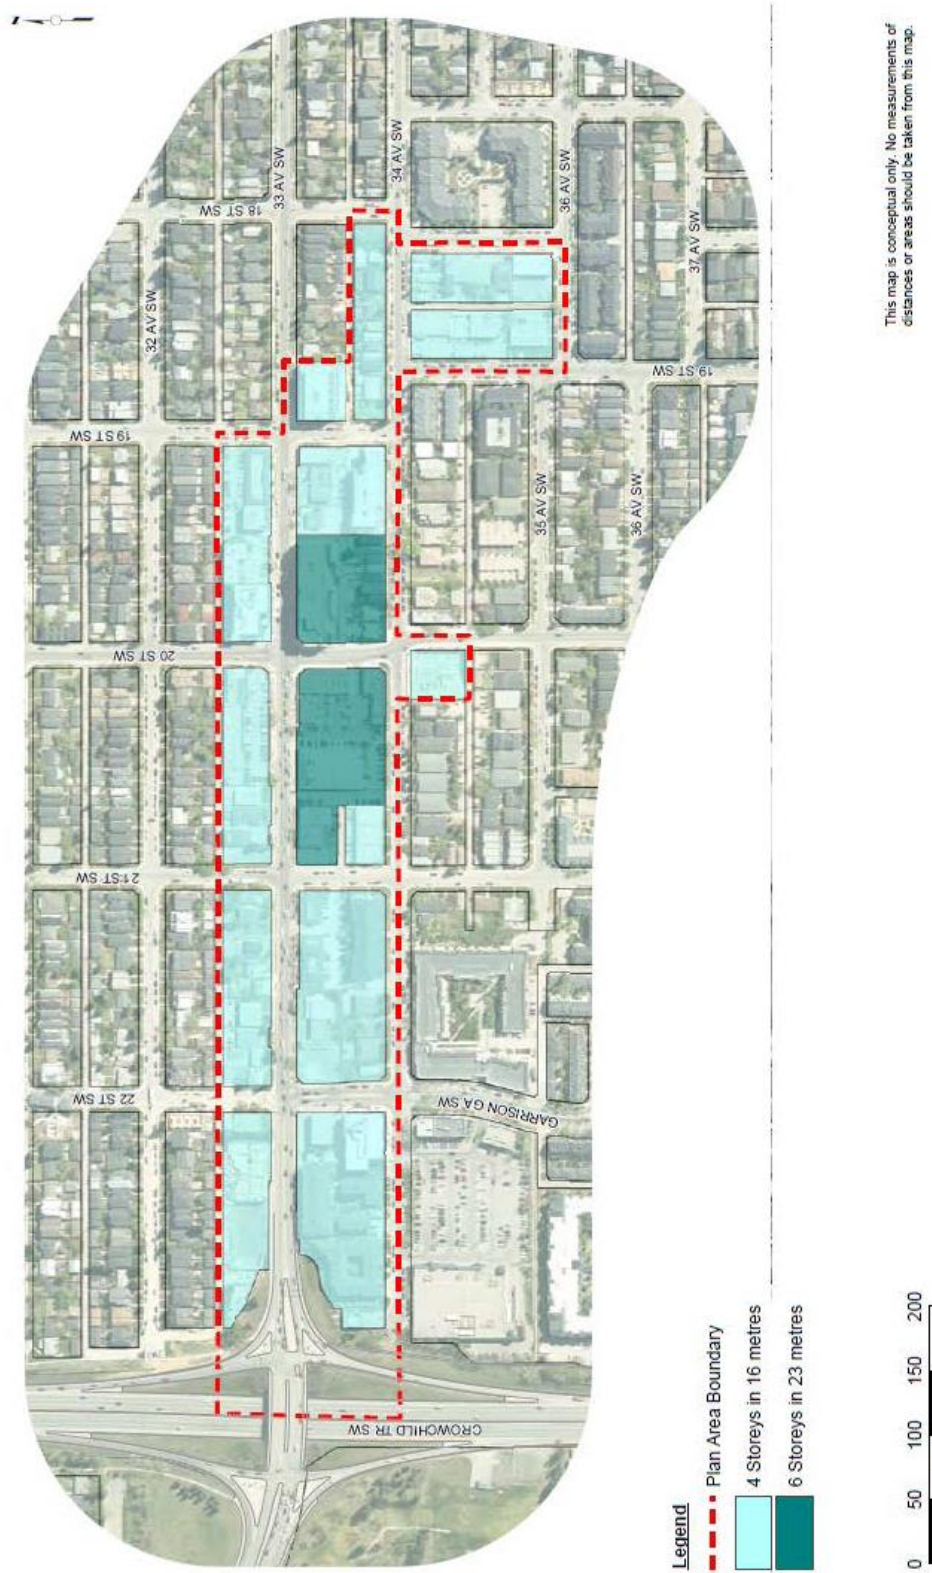 This map is conceptual only. No measurements of
distances or areas should be taken from this map.
18 ST SW
33 AV SW
34 AV SW
36 AV SW
32 AV SW
37 AV SW
19 ST SW
19 ST SW
35 AV SW
36 AV SW
20 ST SW
21 ST SW
22 ST SW
GARRISON GA SW
CROWCHILD TR SW
Legend
Plan Area Boundary
4 Storeys in 16 metres
6 Storeys in 23 metres
0 50 100 150 200